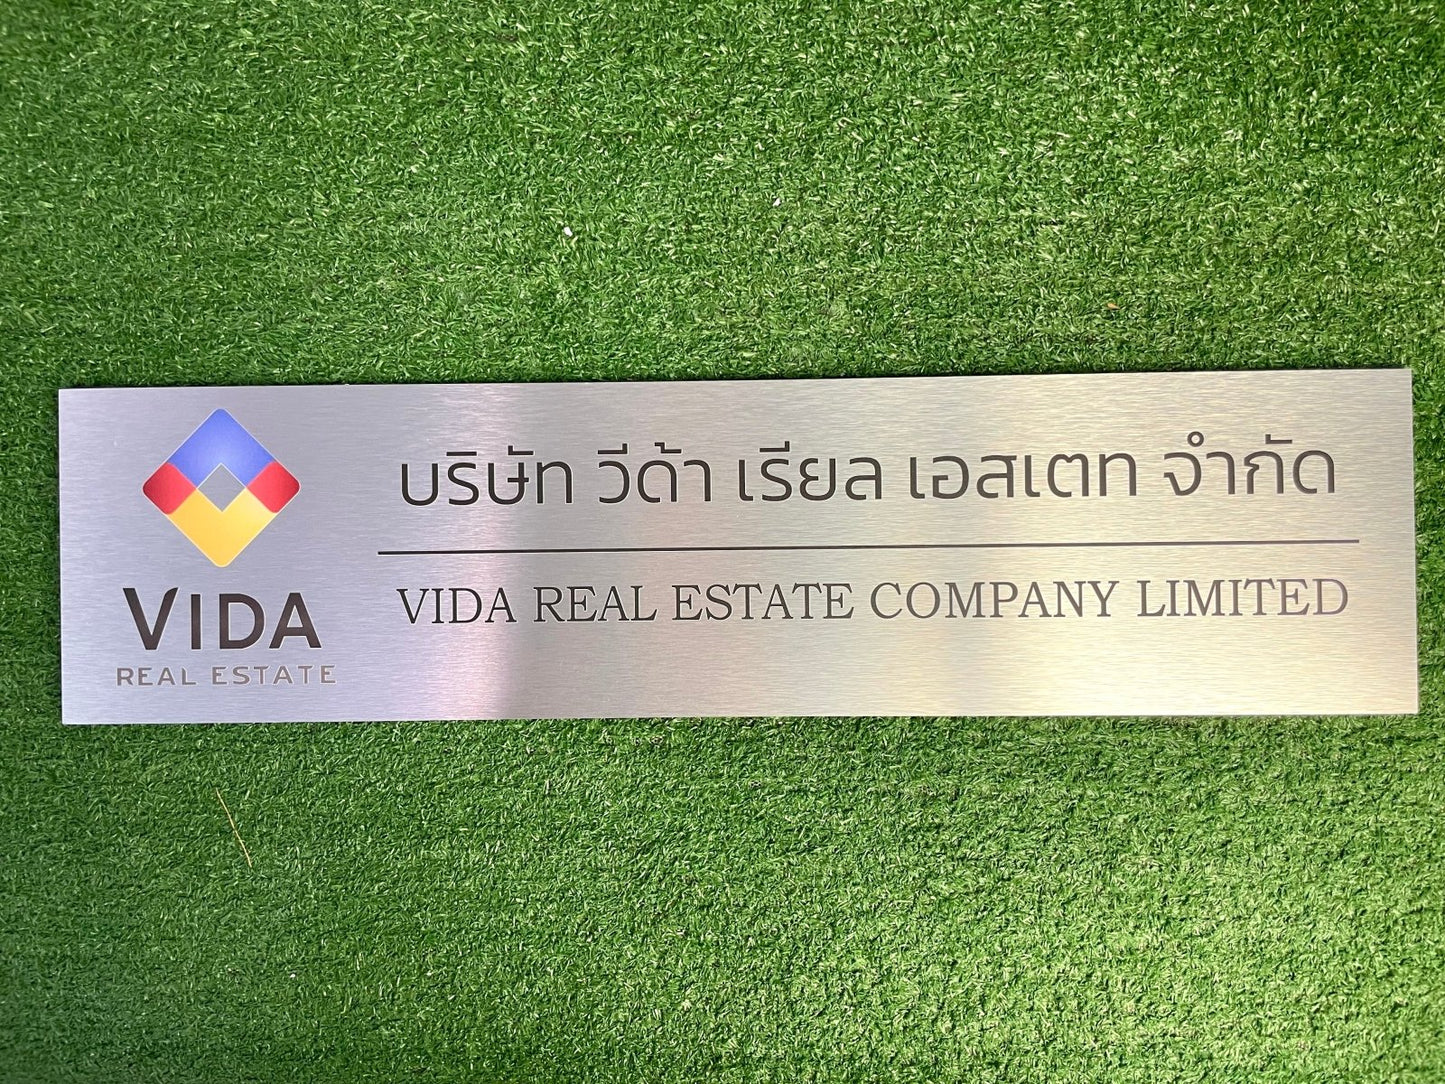 VIDA
REAL ESTATE
บริษัท วีด้า เรียล เอสเตท จำกัด
VIDA REAL ESTATE COMPANY LIMITED